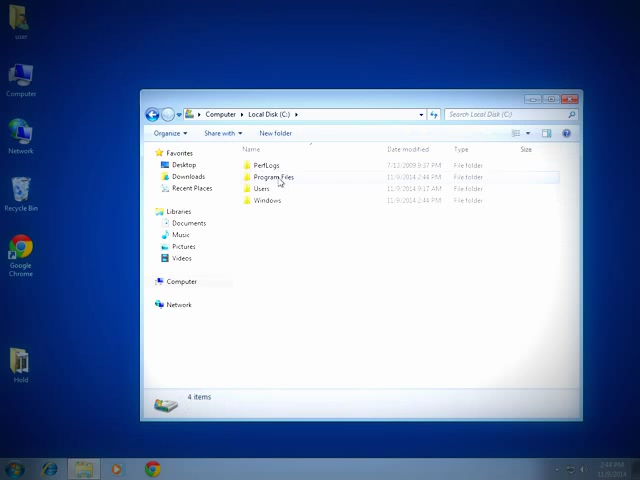 user
Computer
Network
Recycle Bin
Google
Chrome
Hold
Computer
Local Disk (C:)
Search Local Disk (C:)
Organize
Share with
New folder
Favorites
Desktop
Downloads
Recent Places
Libraries
Documents
Music
Pictures
Videos
Computer
Network
Name Date modified Type Size
PerfLogs 7/13/2009 9:37 PM File folder
Program Files 11/9/2014 2:44 PM File folder
Users 11/9/2014 9:17 AM File folder
Windows 11/9/2014 2:44 PM File folder
4 items
2:44 PM
11/9/2014